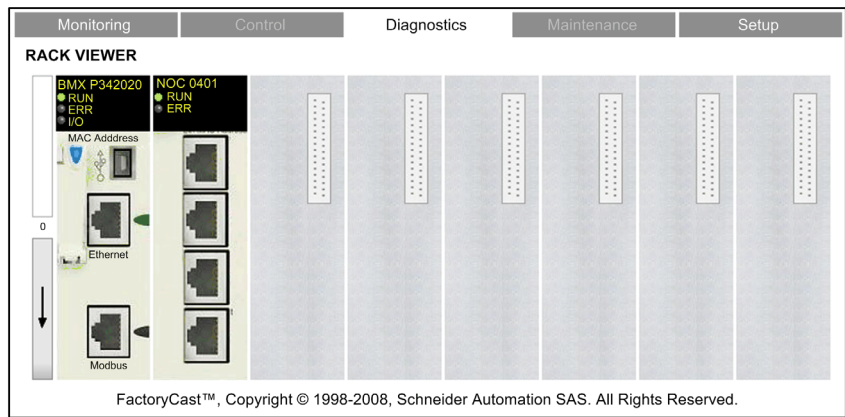 Monitoring
Control
Diagnostics
Maintenance
Setup
RACK VIEWER
BMX P342020
RUN
ERR
I/O
NOC 0401
RUN
ERR
MAC Adddress
0
Ethernet
Modbus
FactoryCast™, Copyright © 1998-2008, Schneider Automation SAS. All Rights Reserved.